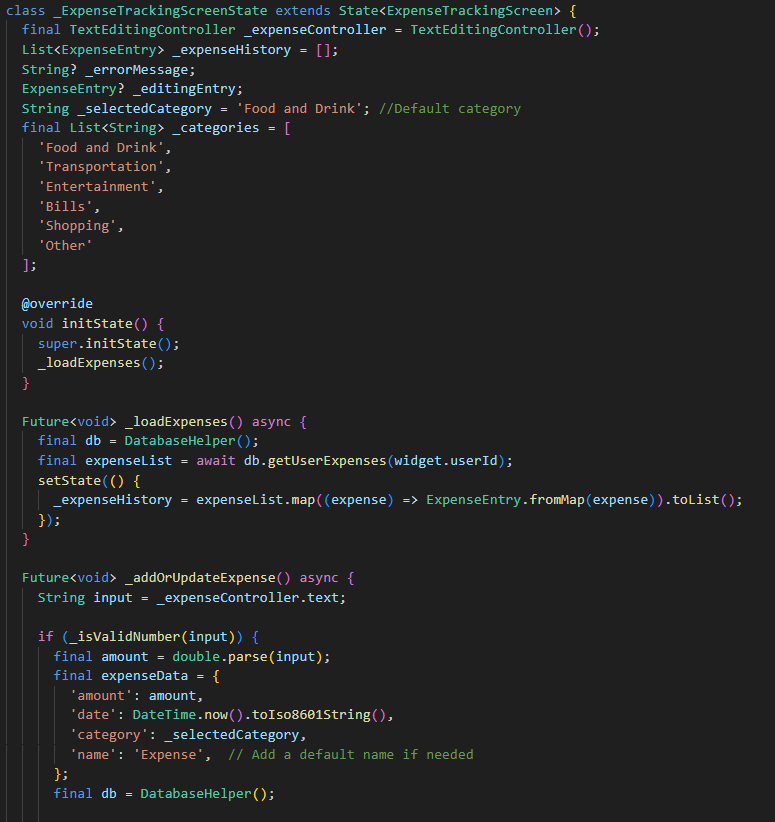 class _ExpenseTrackingScreenState extends State<ExpenseTrackingScreen> {
  final TextEditingController _expenseController = TextEditingController();
  List<ExpenseEntry> _expenseHistory = [];
  String? _errorMessage;
  ExpenseEntry? _editingEntry;
  String _selectedCategory = 'Food and Drink'; //Default category
  final List<String> _categories = [
    'Food and Drink',
    'Transportation',
    'Entertainment',
    'Bills',
    'Shopping',
    'Other'
  ];

  @override
  void initState() {
    super.initState();
    _loadExpenses();
  }

  Future<void> _loadExpenses() async {
    final db = DatabaseHelper();
    final expenseList = await db.getUserExpenses(widget.userId);
    setState(() {
      _expenseHistory = expenseList.map((expense) => ExpenseEntry.fromMap(expense)).toList();
    });
  }

  Future<void> _addOrUpdateExpense() async {
    String input = _expenseController.text;

    if (_isValidNumber(input)) {
      final amount = double.parse(input);
      final expenseData = {
        'amount': amount,
        'date': DateTime.now().toIso8601String(),
        'category': _selectedCategory,
        'name': 'Expense',  // Add a default name if needed
      };
      final db = DatabaseHelper();